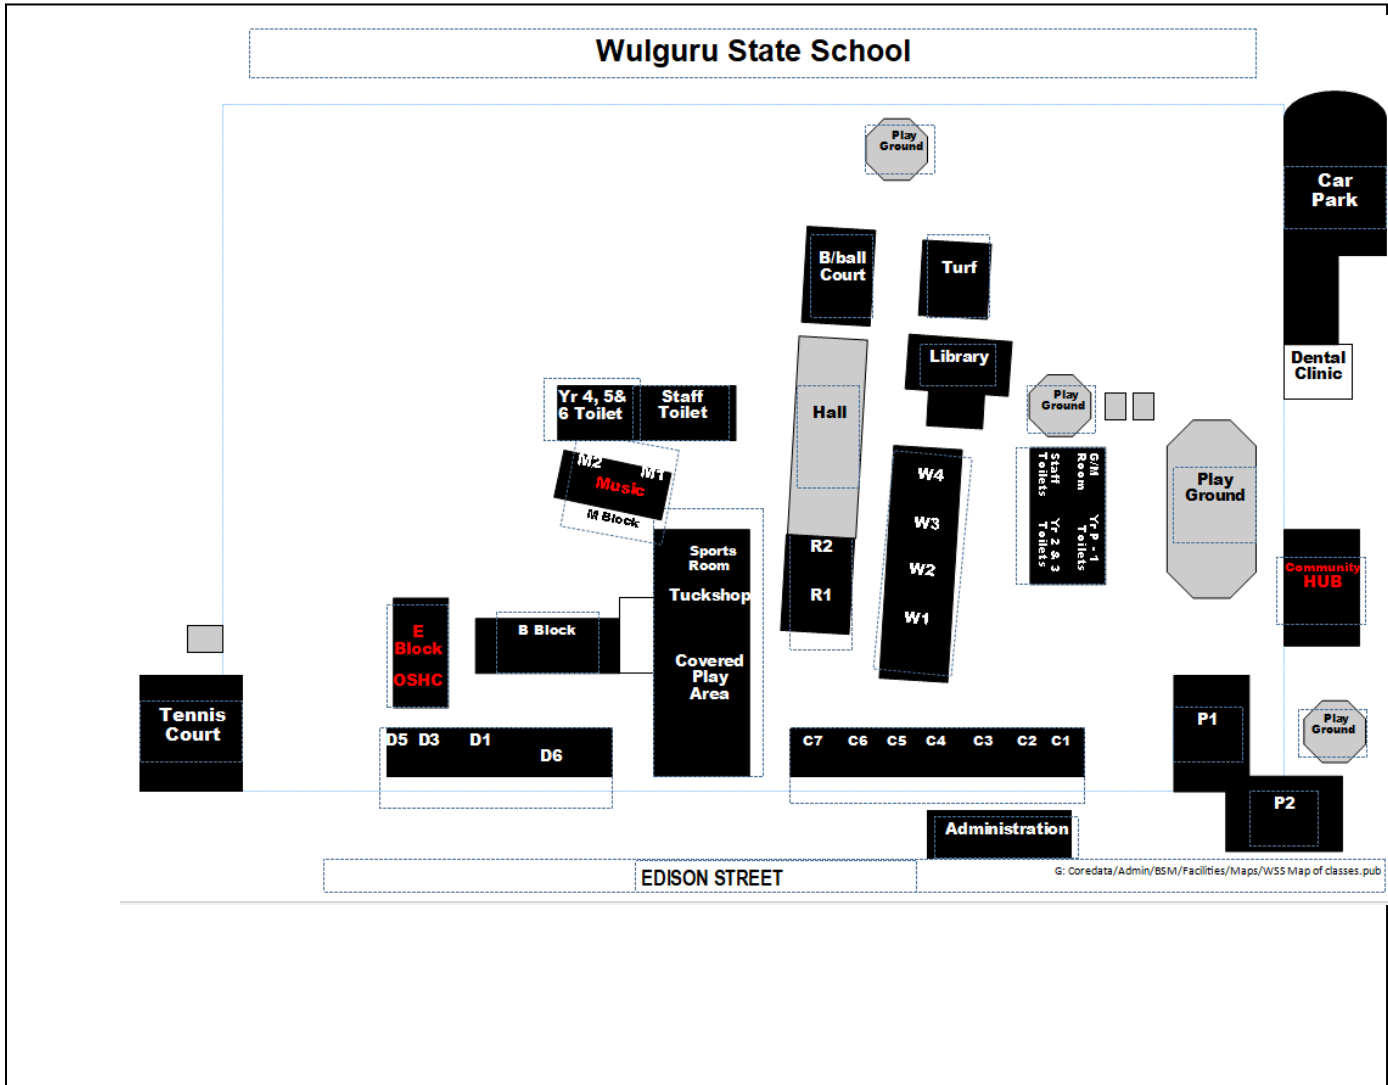 Wulguru State School
Play
Ground
Car
Park
B/ball
Court
Turf
Library
Dental
Clinic
Yr 4, 5&
6 Toilet
Staff
Toilet
Hall
Play
Ground
M2
M1
Music
M Block
W4
W3
W2
W1
G/M
Room
Staff
Toilets
Yr P - 1
Toilets
Yr 2 & 3
Toilets
Play
Ground
Sports
Room
Tuckshop
Covered
Play
Area
R2
R1
Community
HUB
E
Block
OSHC
B Block
Tennis
Court
D5 D3 D1
D6
C7 C6 C5 C4 C3 C2 C1
P1
Play
Ground
P2
Administration
EDISON STREET
G: Coredata/Admin/BSM/Facilities/Maps/WSS Map of classes.pub